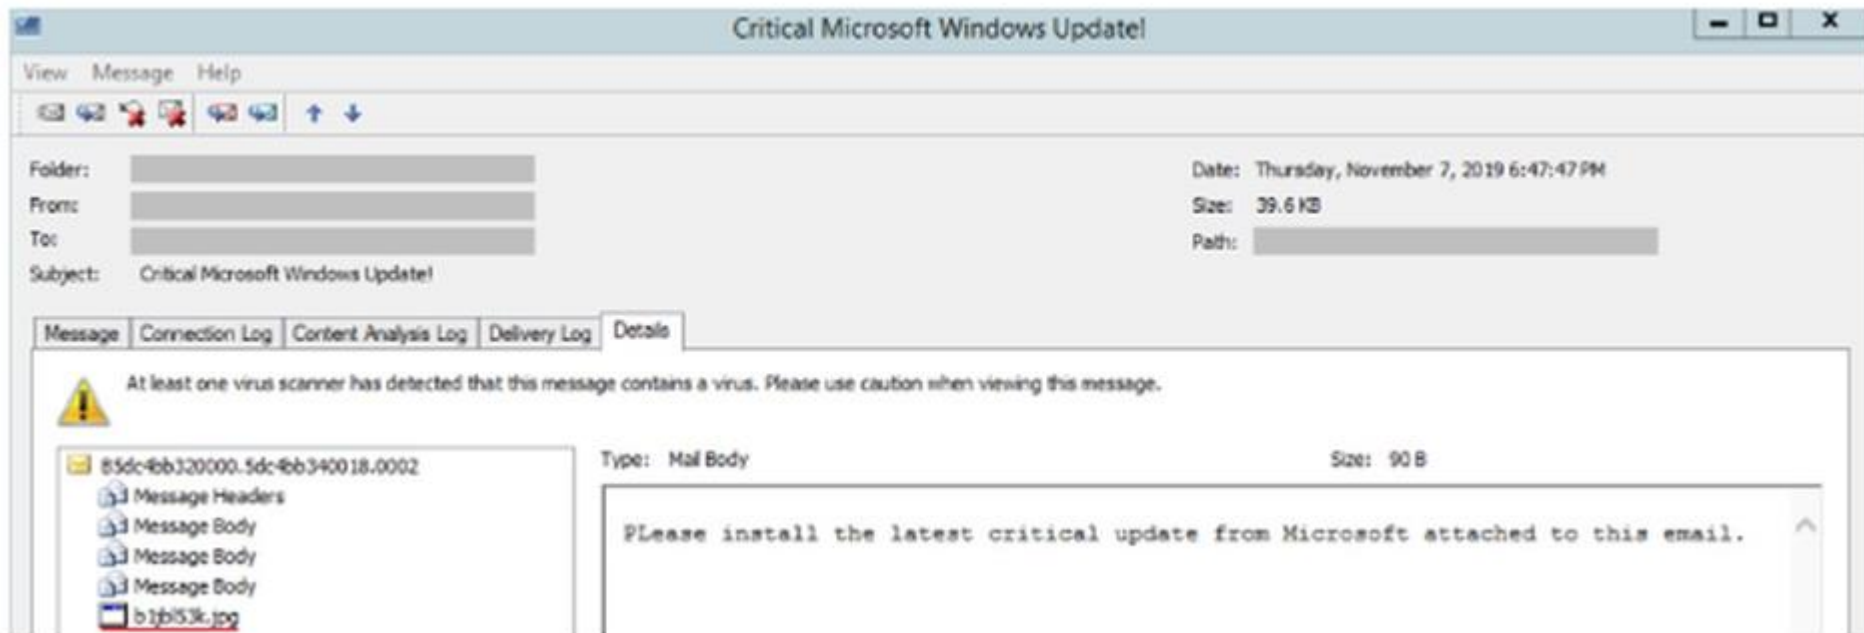 Critical Microsoft Windows Update!
View Message Help
Folder:
Date: Thursday, November 7, 2019 6:47:47 PM
From:
Size: 39.6 KB
To:
Path:
Subject: Critical Microsoft Windows Update!
Message Connection Log Content Analysis Log Delivery Log Details
At least one virus scanner has detected that this message contains a virus. Please use caution when viewing this message.
B5dc4bb320000.5dc4bb340018.0002
Type: Mail Body Size: 90 B
Message Headers
Message Body
PLease install the latest critical update from Microsoft attached to this email.
Message Body
Message Body
b1jbl53k.jpg